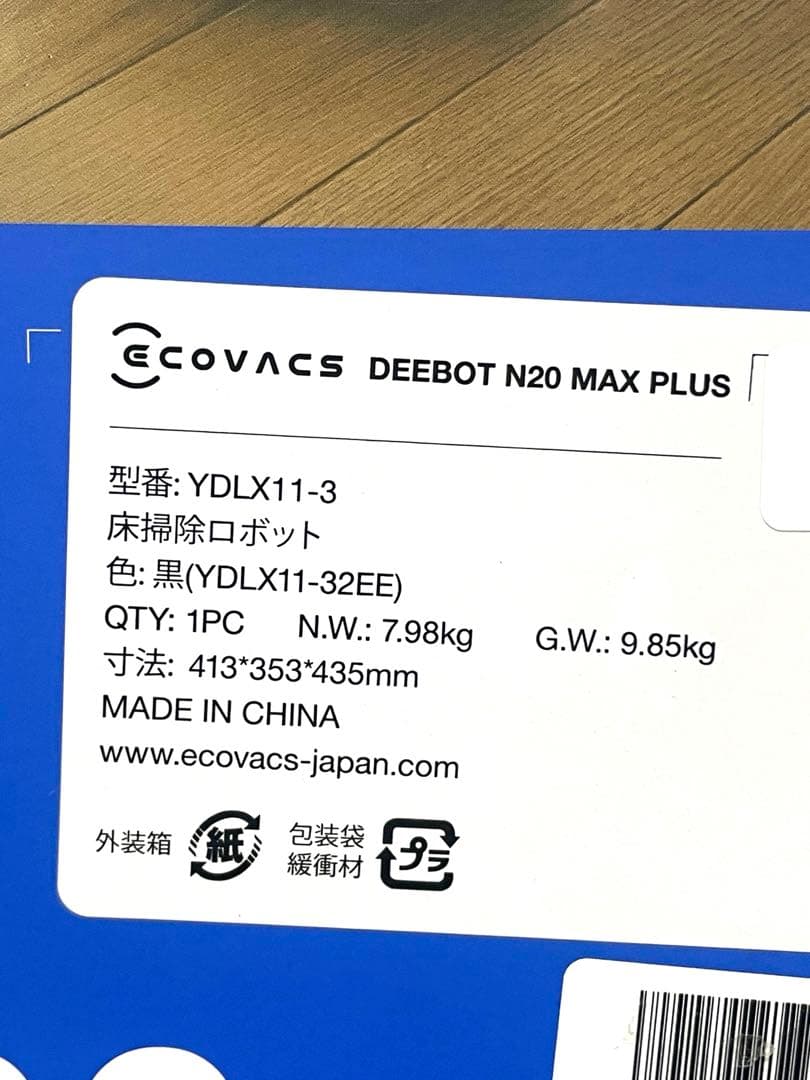 ECOVACS DEEBOT N20 MAX PLUS
型番: YDLX11-3
床掃除ロボット
色: 黒(YDLX11-32EE)
QTY: 1PC N.W.: 7.98kg G.W.: 9.85kg
寸法: 413*353*435mm
MADE IN CHINA
www.ecovacs-japan.com
外装箱 紙 包装袋 プラ
緩衝材